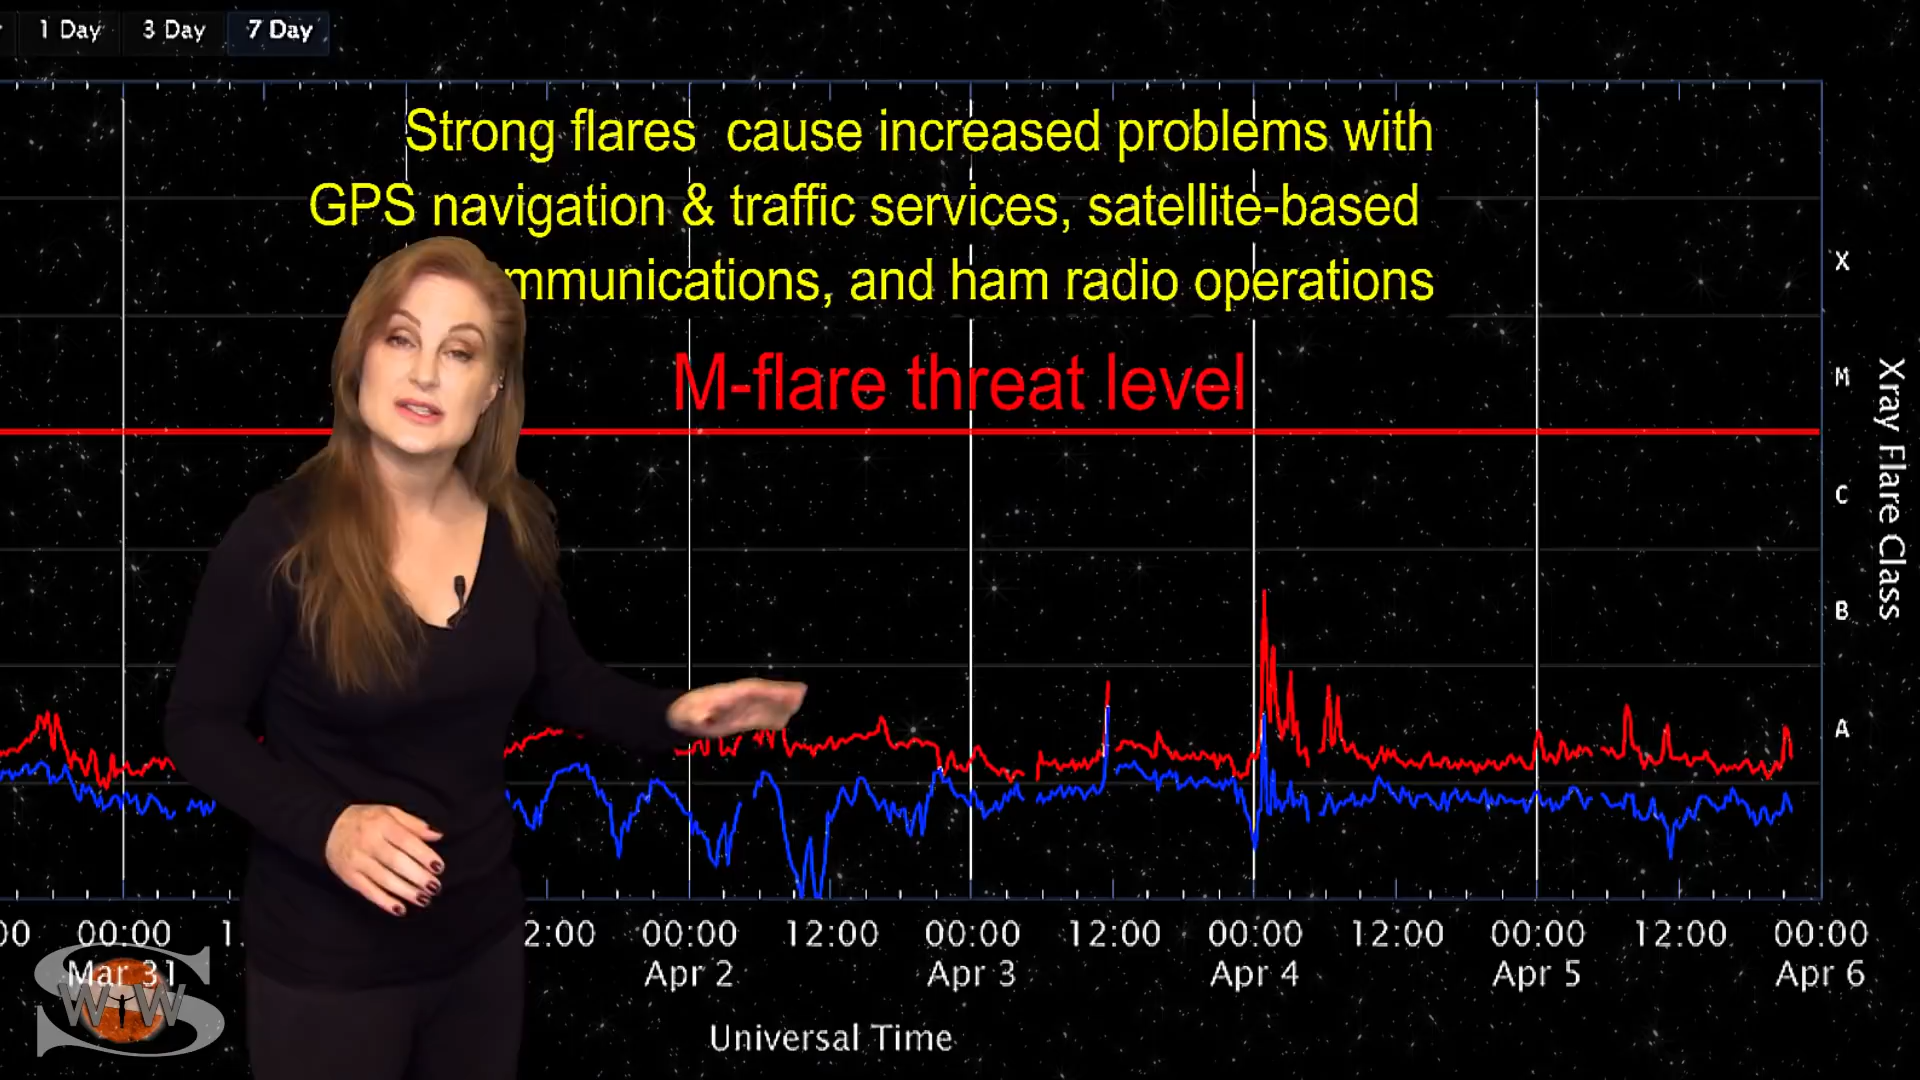 1 Day 3 Day 7 Day
Strong flares cause increased problems with
GPS navigation & traffic services, satellite-based
mmunications, and ham radio operations
M-flare threat level
X
M
C
B
A
Xray Flare Class
00 00:00 1 2:00 00:00 12:00 00:00 12:00 00:00 12:00 00:00 12:00 00:00
Mar 31 Apr 2 Apr 3 Apr 4 Apr 5 Apr 6
Universal Time
SWW